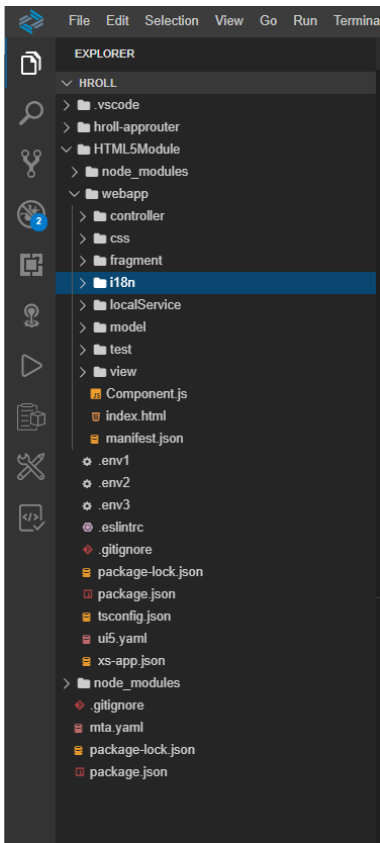 File Edit Selection View Go Run Termina
EXPLORER
HROLL
.vscode
hroll-approuter
HTML5Module
node_modules
webapp
controller
css
fragment
i18n
localService
model
test
view
JS Component.js
index.html
manifest.json
.env1
.env2
.env3
.eslintrc
.gitignore
package-lock.json
package.json
tsconfig.json
ui5.yaml
xs-app.json
node_modules
.gitignore
mta.yaml
package-lock.json
package.json
2